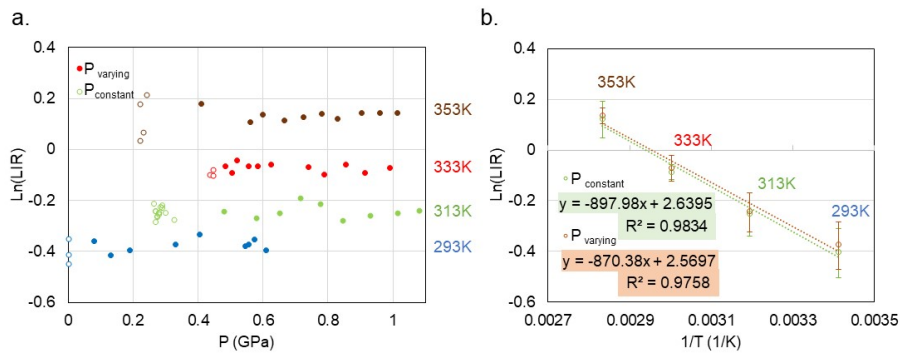 a.
Ln(LIR)
0.4
0.2
0
-0.2
-0.4
-0.6
P varying
P constant
353K
333K
313K
293K
0 0.2 0.4 0.6 0.8 1
P (GPa)
b.
Ln(LIR)
0.4
0.2
0
-0.2
-0.4
-0.6
353K
333K
313K
293K
P constant
y = -897.98x + 2.6395
R² = 0.9834
P varying
y = -870.38x + 2.5697
R² = 0.9758
0.0027 0.0029 0.0031 0.0033 0.0035
1/T (1/K)